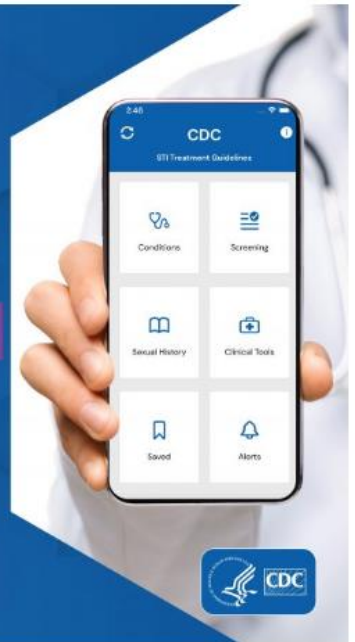 2:46
CDC
STI Treatment Guidelines
Conditions
Screening
Sexual History
Clinical Tools
Saved
Alerts
CDC